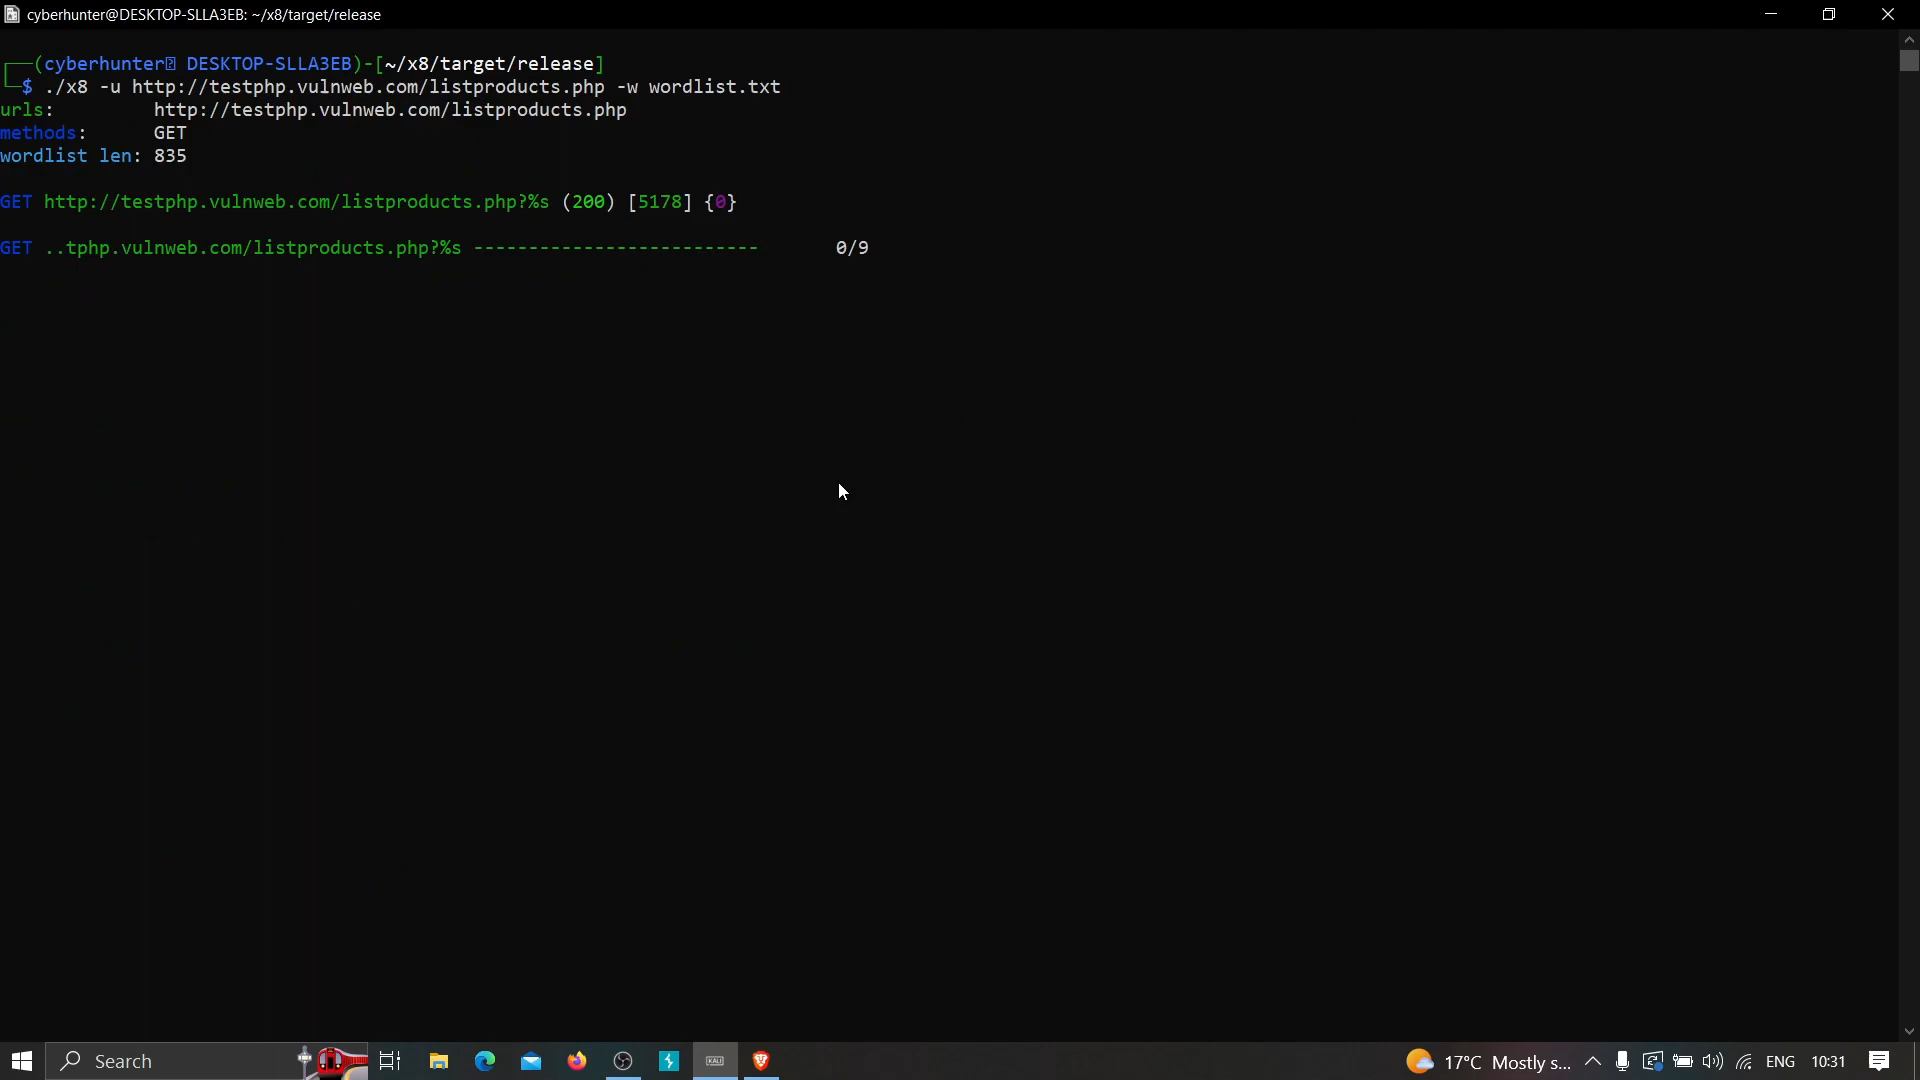 cyberhunter@DESKTOP-SLLA3EB: ~/x8/target/release
┌──(cyberhunter㉿ DESKTOP-SLLA3EB)-[~/x8/target/release]
└─$ ./x8 -u http://testphp.vulnweb.com/listproducts.php -w wordlist.txt
urls: http://testphp.vulnweb.com/listproducts.php
methods: GET
wordlist len: 835
GET http://testphp.vulnweb.com/listproducts.php?%s (200) [5178] {0}
GET ..tphp.vulnweb.com/listproducts.php?%s -------------------------- 0/9
Search
KALI
17°C Mostly s...
ENG
10:31